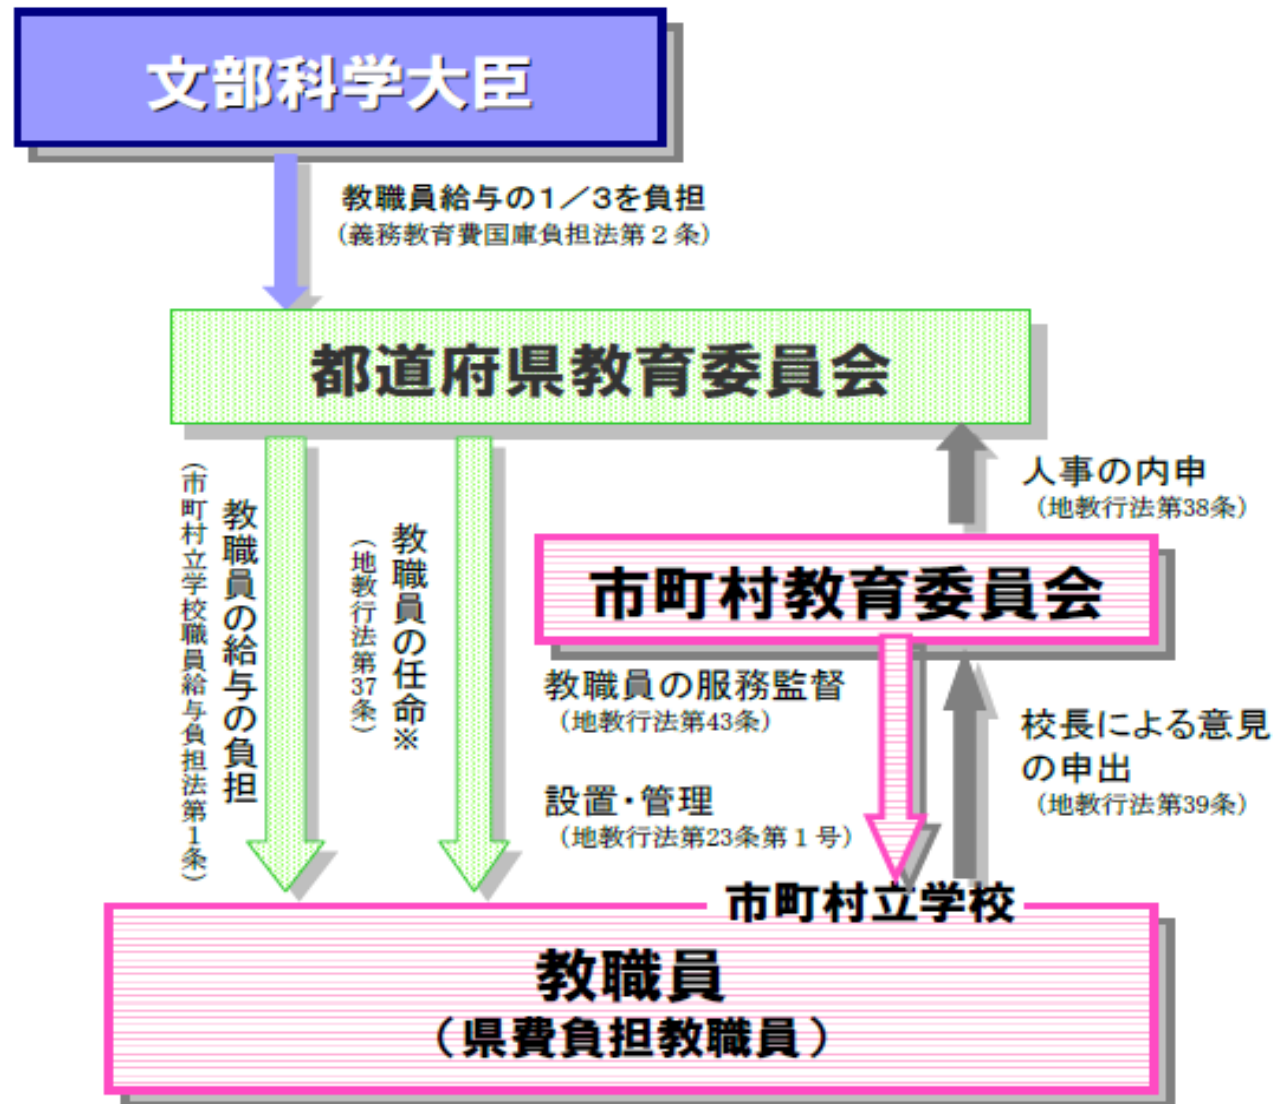 文部科学大臣
教職員給与の1／3を負担
（義務教育費国庫負担法第２条）
都道府県教育委員会
教職員の給与の負担
（市町村立学校職員給与負担法第1条）
教職員の任命※
（地教行法第37条）
人事の内申
（地教行法第38条）
市町村教育委員会
教職員の服務監督
（地教行法第43条）
設置・管理
（地教行法第23条第１号）
校長による意見
の申出
（地教行法第39条）
市町村立学校
教職員
（県費負担教職員）